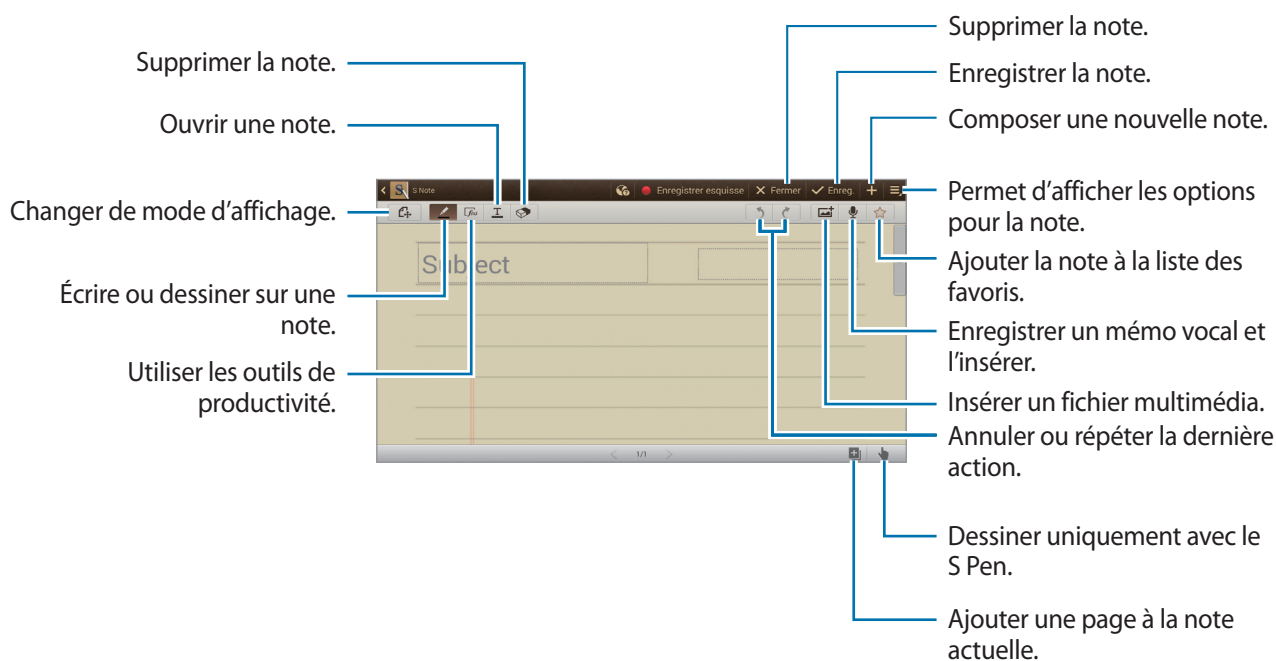 Supprimer la note.
Ouvrir une note.
Changer de mode d'affichage.
Écrire ou dessiner sur une
note.
Utiliser les outils de
productivité.
S Note
Enregistrer esquisse
Fermer
Enreg.
Subject
1/1
Supprimer la note.
Enregistrer la note.
Composer une nouvelle note.
Permet d'afficher les options
pour la note.
Ajouter la note à la liste des
favoris.
Enregistrer un mémo vocal et
l'insérer.
Insérer un fichier multimédia.
Annuler ou répéter la dernière
action.
Dessiner uniquement avec le
S Pen.
Ajouter une page à la note
actuelle.